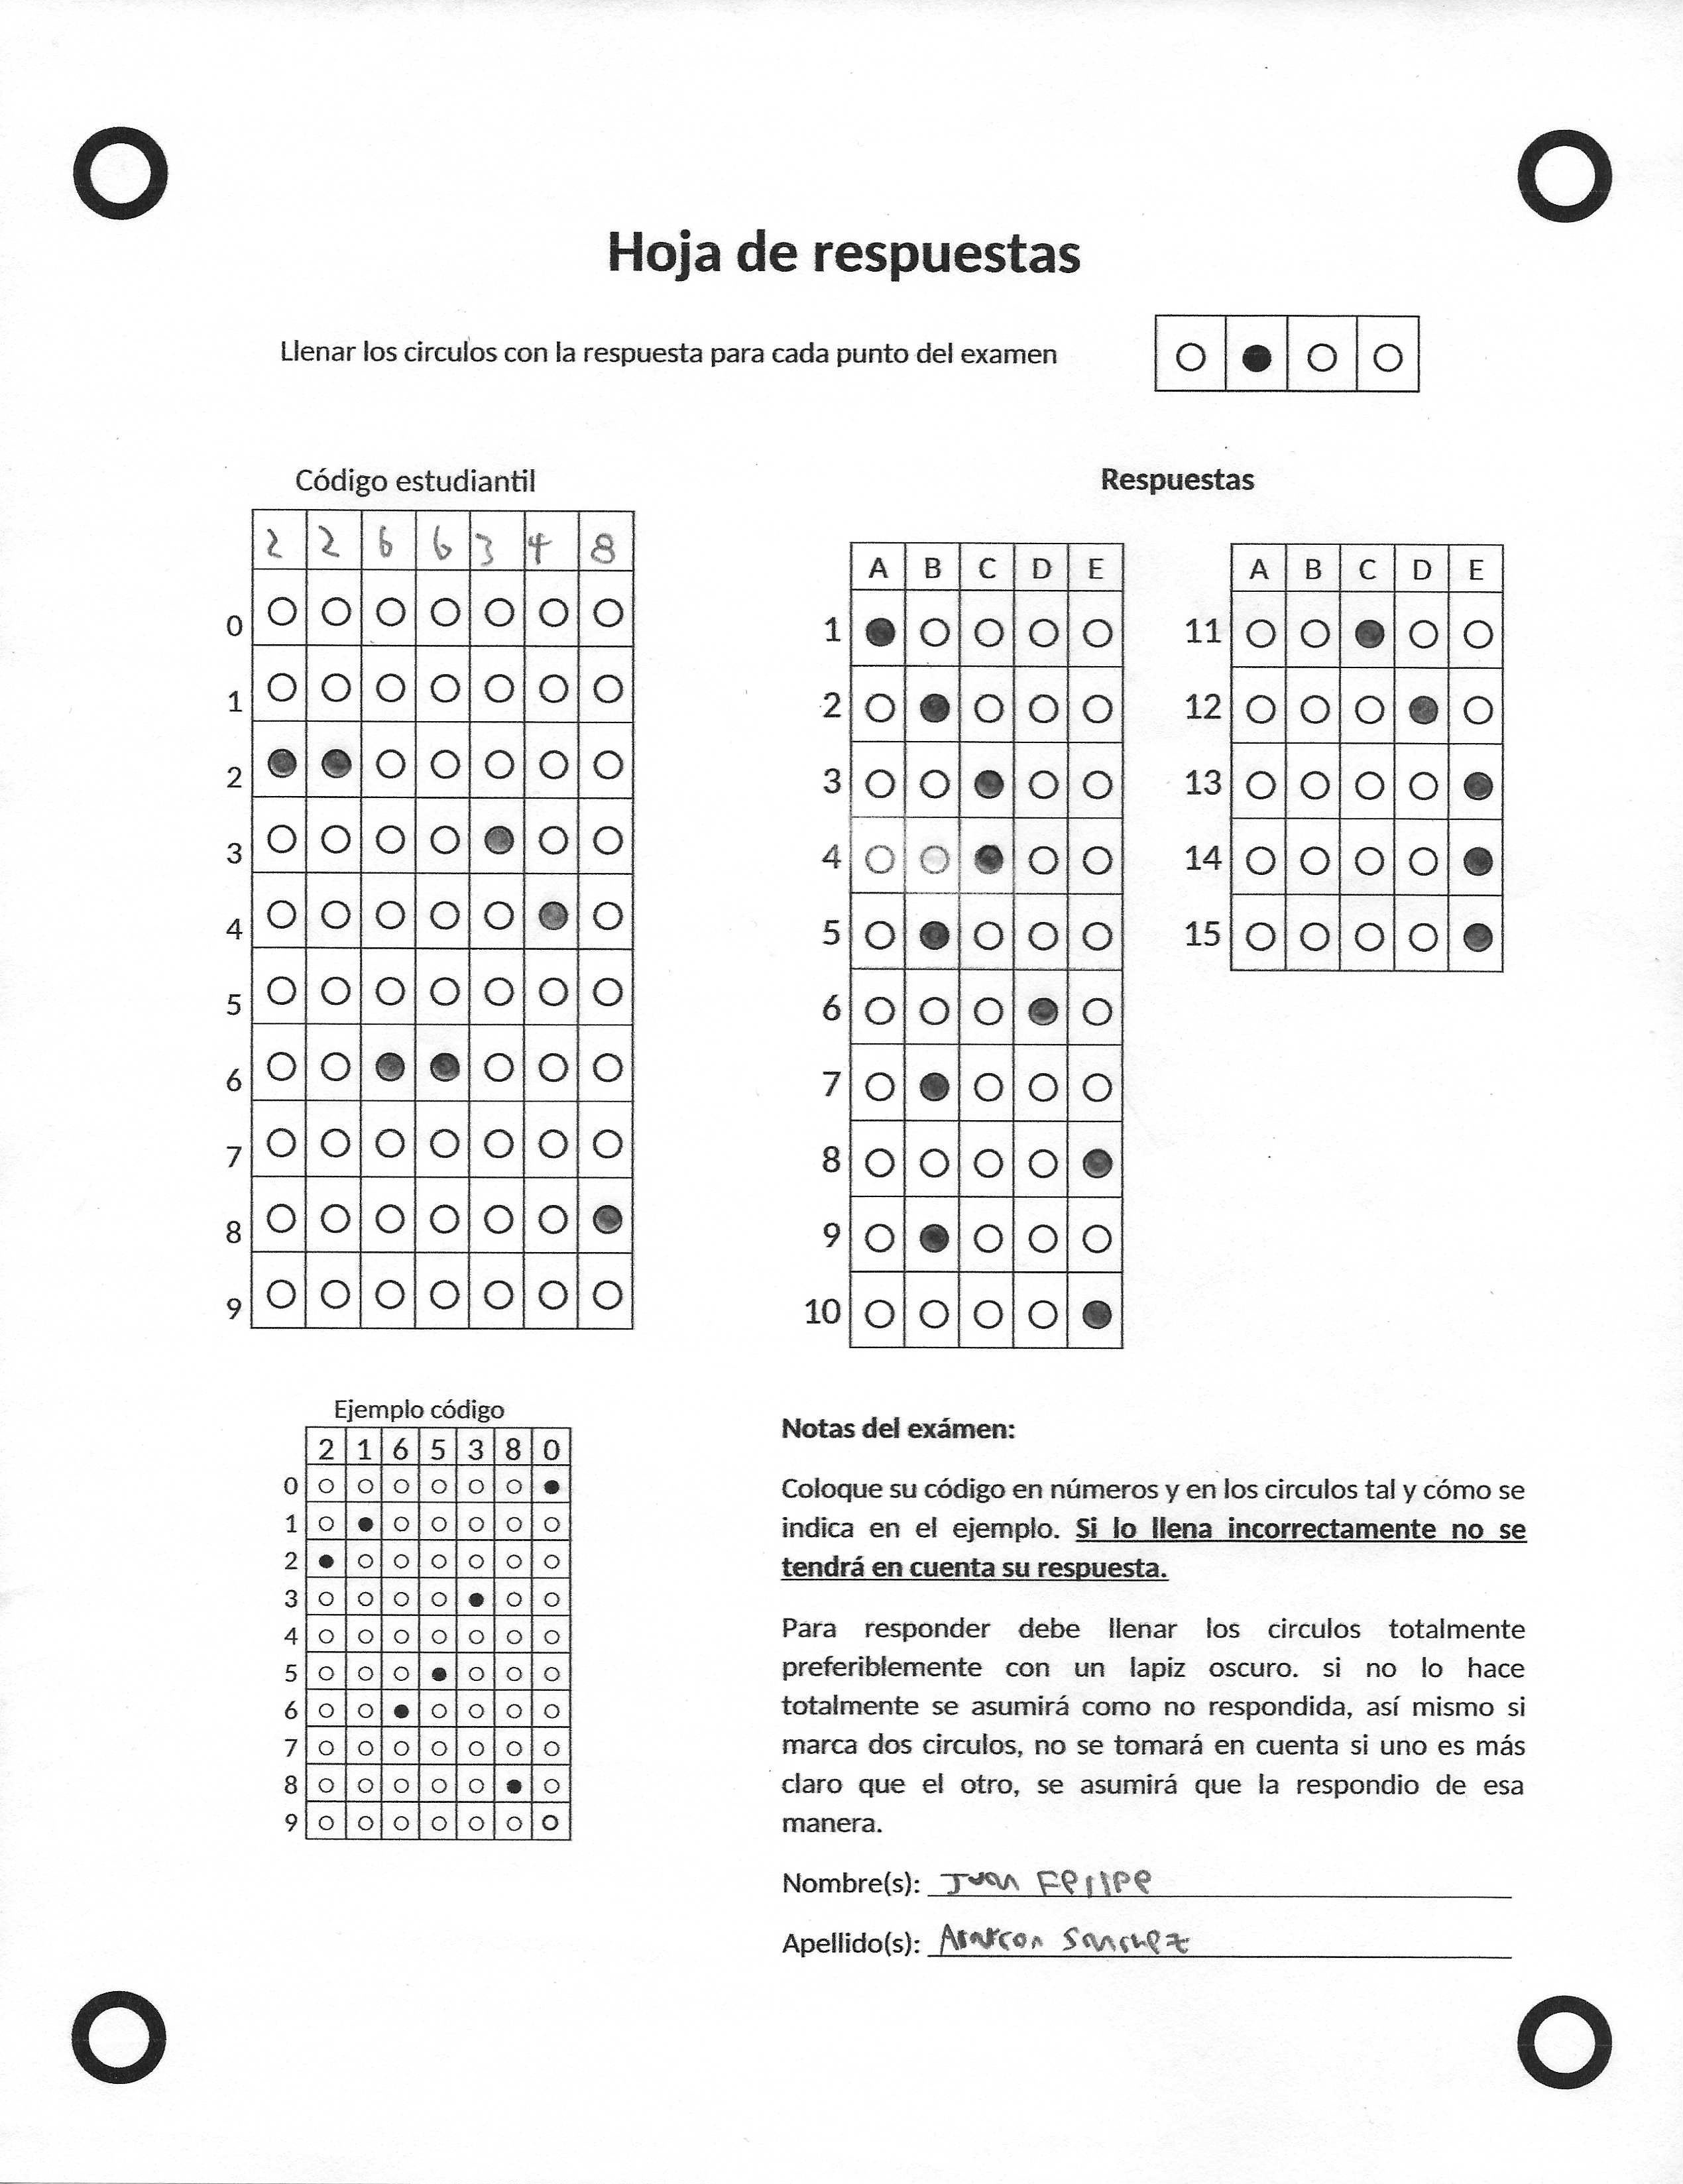 Hoja de respuestas
Llenar los circulos con la respuesta para cada punto del examen
Código estudiantil
2 2 6 6 3 4 8
0
1
2
3
4
5
6
7
8
9
Respuestas
A B C D E
1
2
3
4
5
6
7
8
9
10
A B C D E
11
12
13
14
15
Ejemplo código
2 1 6 5 3 8 0
0
1
2
3
4
5
6
7
8
9
Notas del exámen:
Coloque su código en números y en los circulos tal y cómo se
indica en el ejemplo. Si lo llena incorrectamente no se
tendrá en cuenta su respuesta.
Para responder debe llenar los circulos totalmente
preferiblemente con un lapiz oscuro. si no lo hace
totalmente se asumirá como no respondida, así mismo si
marca dos circulos, no se tomará en cuenta si uno es más
claro que el otro, se asumirá que la respondio de esa
manera.
Nombre(s): Juan Felipe
Apellido(s): Sanchez